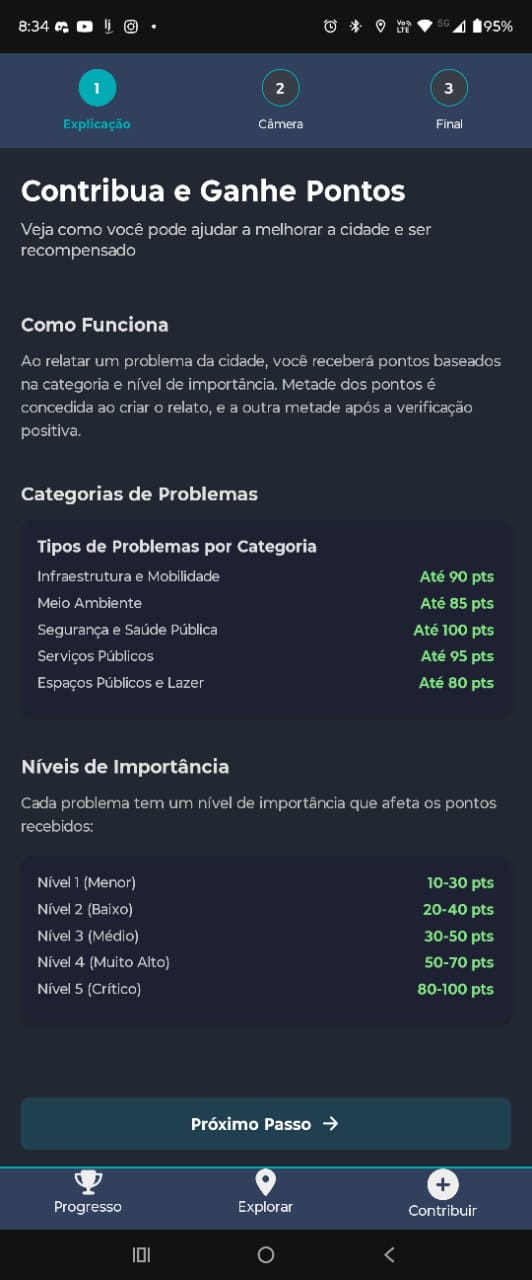 8:34
VoD LTE 5G 95%
1 2 3
Explicação Câmera Final
Contribua e Ganhe Pontos
Veja como você pode ajudar a melhorar a cidade e ser
recompensado
Como Funciona
Ao relatar um problema da cidade, você receberá pontos baseados
na categoria e nível de importância. Metade dos pontos é
concedida ao criar o relato, e a outra metade após a verificação
positiva.
Categorias de Problemas
Tipos de Problemas por Categoria
Infraestrutura e Mobilidade Até 90 pts
Meio Ambiente Até 85 pts
Segurança e Saúde Pública Até 100 pts
Serviços Públicos Até 95 pts
Espaços Públicos e Lazer Até 80 pts
Níveis de Importância
Cada problema tem um nível de importância que afeta os pontos
recebidos:
Nível 1 (Menor) 10-30 pts
Nível 2 (Baixo) 20-40 pts
Nível 3 (Médio) 30-50 pts
Nível 4 (Muito Alto) 50-70 pts
Nível 5 (Crítico) 80-100 pts
Próximo Passo →
Progresso Explorar Contribuir